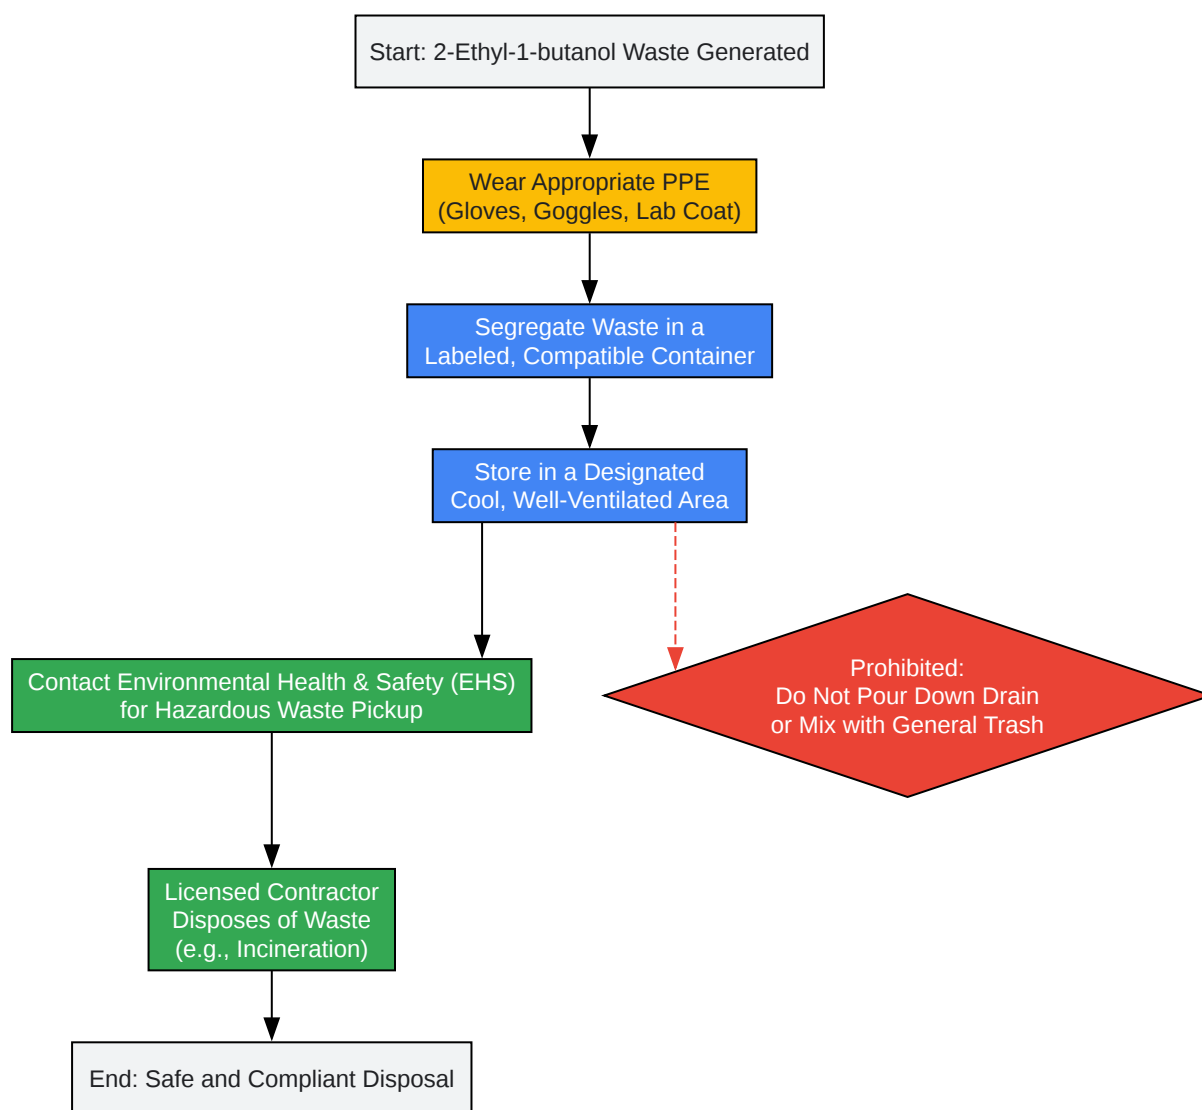 Start: 2-Ethyl-1-butanol Waste Generated
Wear Appropriate PPE
(Gloves, Goggles, Lab Coat)
Segregate Waste in a
Labeled, Compatible Container
Store in a Designated
Cool, Well-Ventilated Area
Contact Environmental Health & Safety (EHS)
for Hazardous Waste Pickup
Prohibited:
Do Not Pour Down Drain
or Mix with General Trash
Licensed Contractor
Disposes of Waste
(e.g., Incineration)
End: Safe and Compliant Disposal